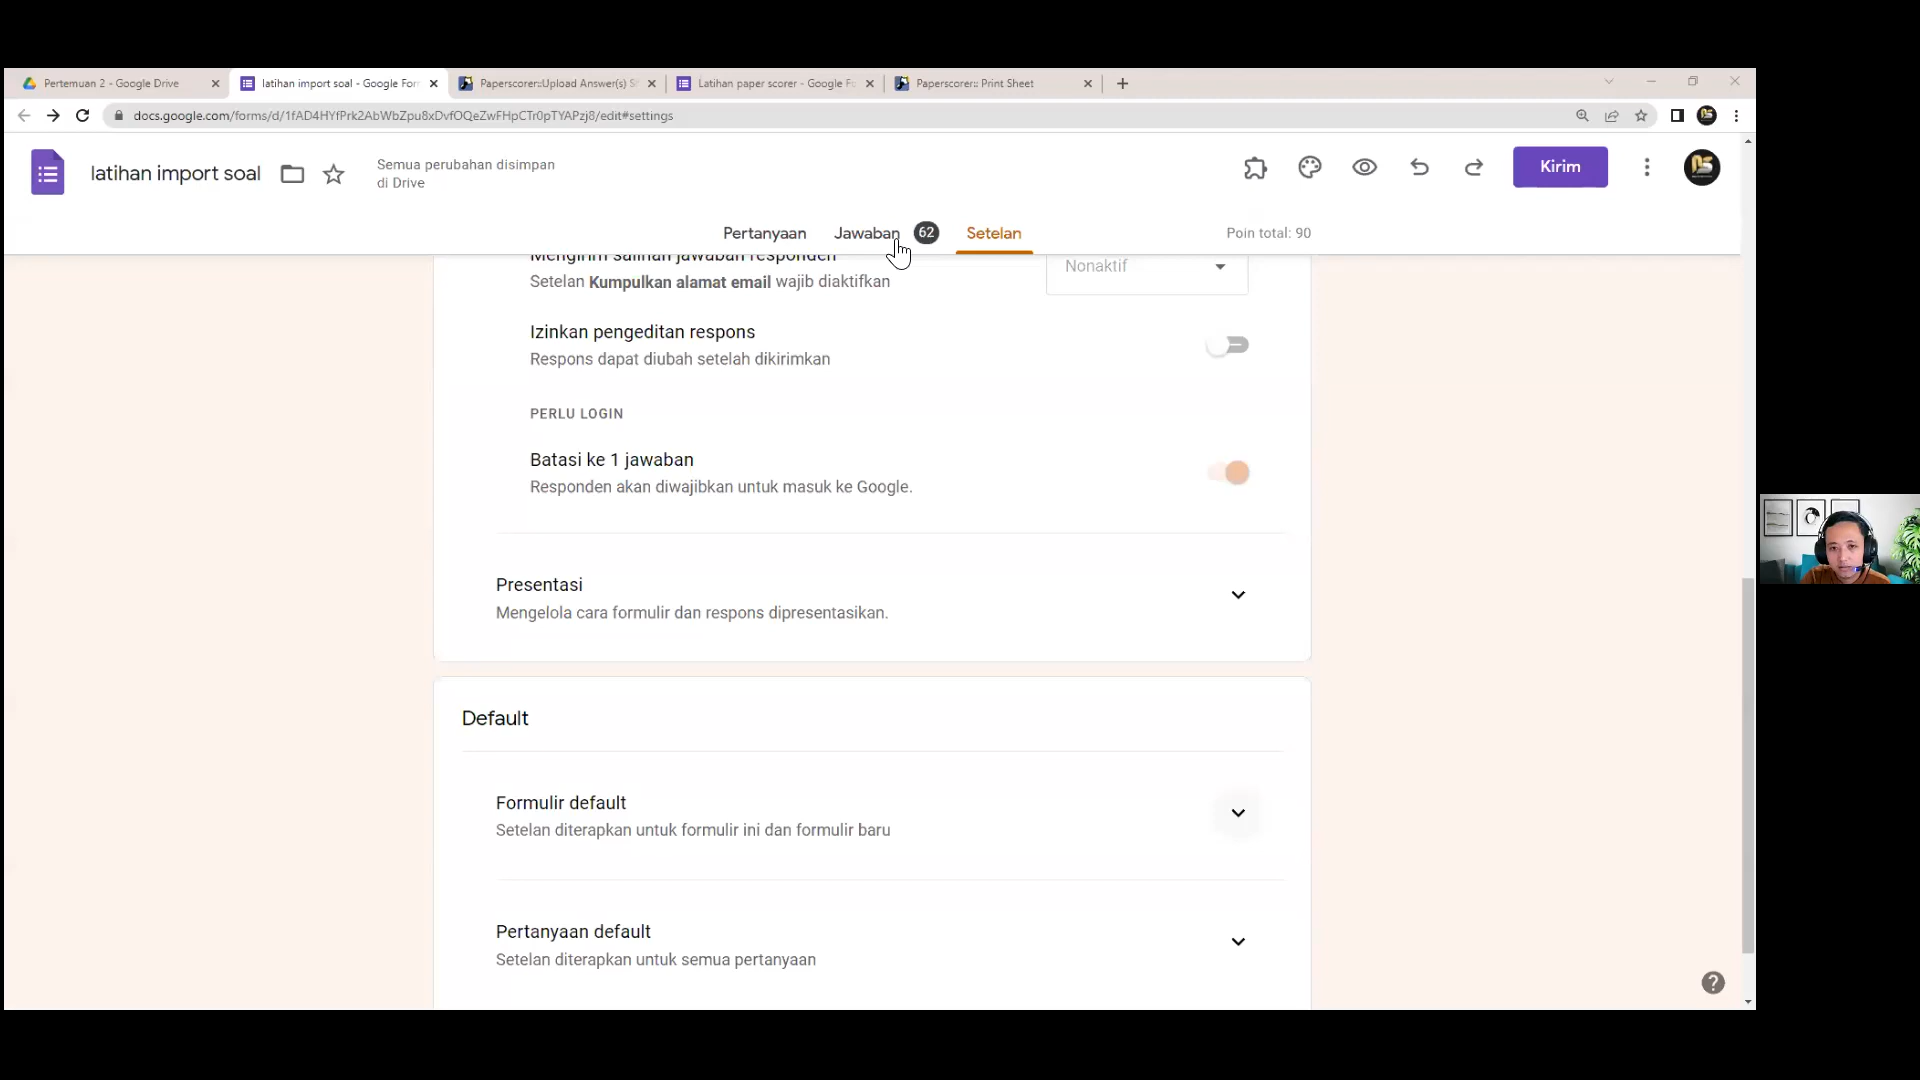 Pertemuan 2 - Google Drive
latihan import soal - Google For
Paperscorer::Upload Answer(s) S
Latihan paper scorer - Google Fo
Paperscorer:: Print Sheet
docs.google.com/forms/d/1fAD4HYfPrk2AbWbZpu8xDvfOQeZwFHpCTr0pTYAPzj8/edit#settings
latihan import soal
Semua perubahan disimpan
di Drive
Kirim
Pertanyaan
Jawaban
62
Setelan
Poin total: 90
Mengirim salinan jawaban responden
Setelan Kumpulkan alamat email wajib diaktifkan
Nonaktif
Izinkan pengeditan respons
Respons dapat diubah setelah dikirimkan
PERLU LOGIN
Batasi ke 1 jawaban
Responden akan diwajibkan untuk masuk ke Google.
Presentasi
Mengelola cara formulir dan respons dipresentasikan.
Default
Formulir default
Setelan diterapkan untuk formulir ini dan formulir baru
Pertanyaan default
Setelan diterapkan untuk semua pertanyaan